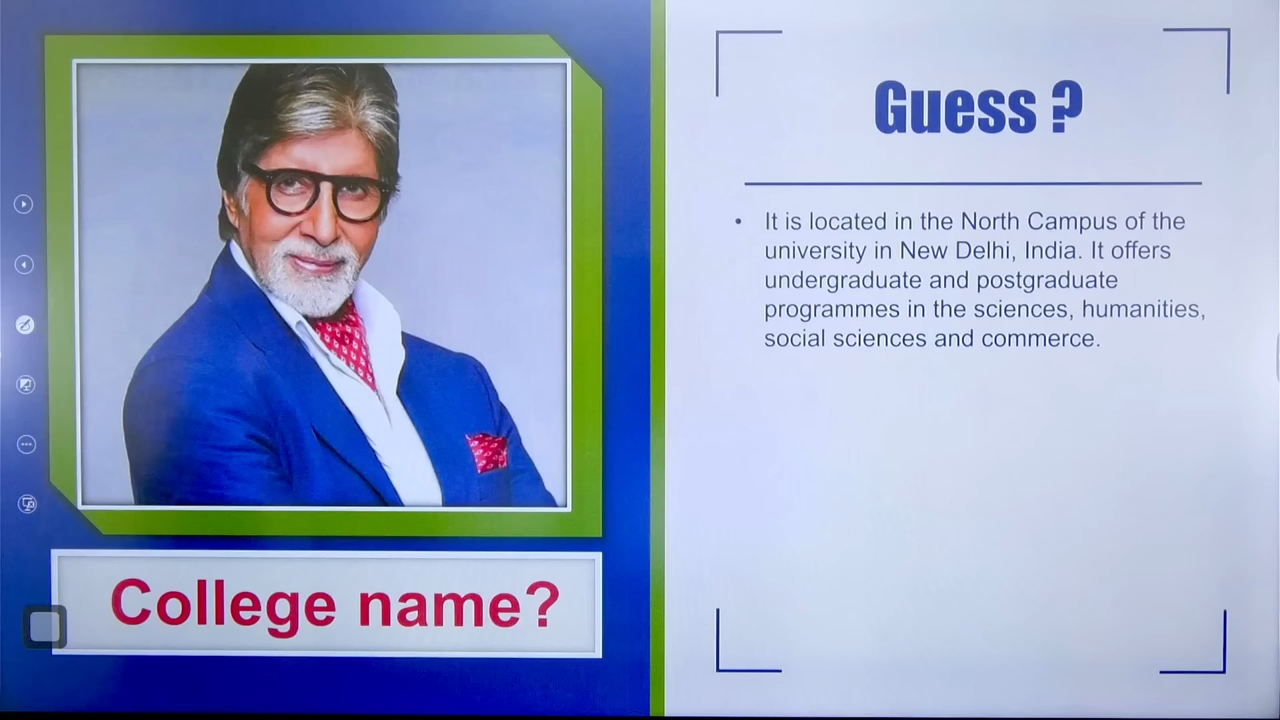 College name?
Guess ?
• It is located in the North Campus of the
university in New Delhi, India. It offers
undergraduate and postgraduate
programmes in the sciences, humanities,
social sciences and commerce.